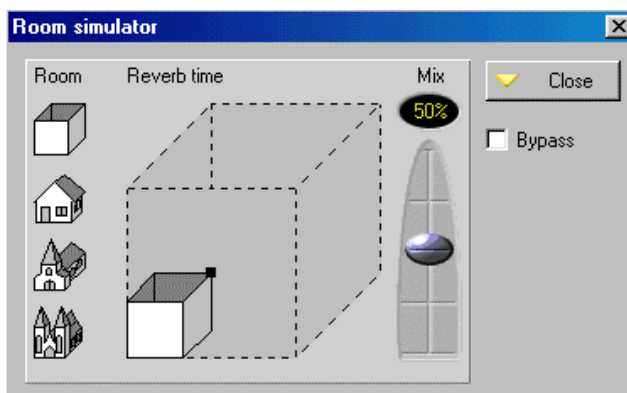 Room simulator
Room
Reverb time
Mix
50%
Close
Bypass